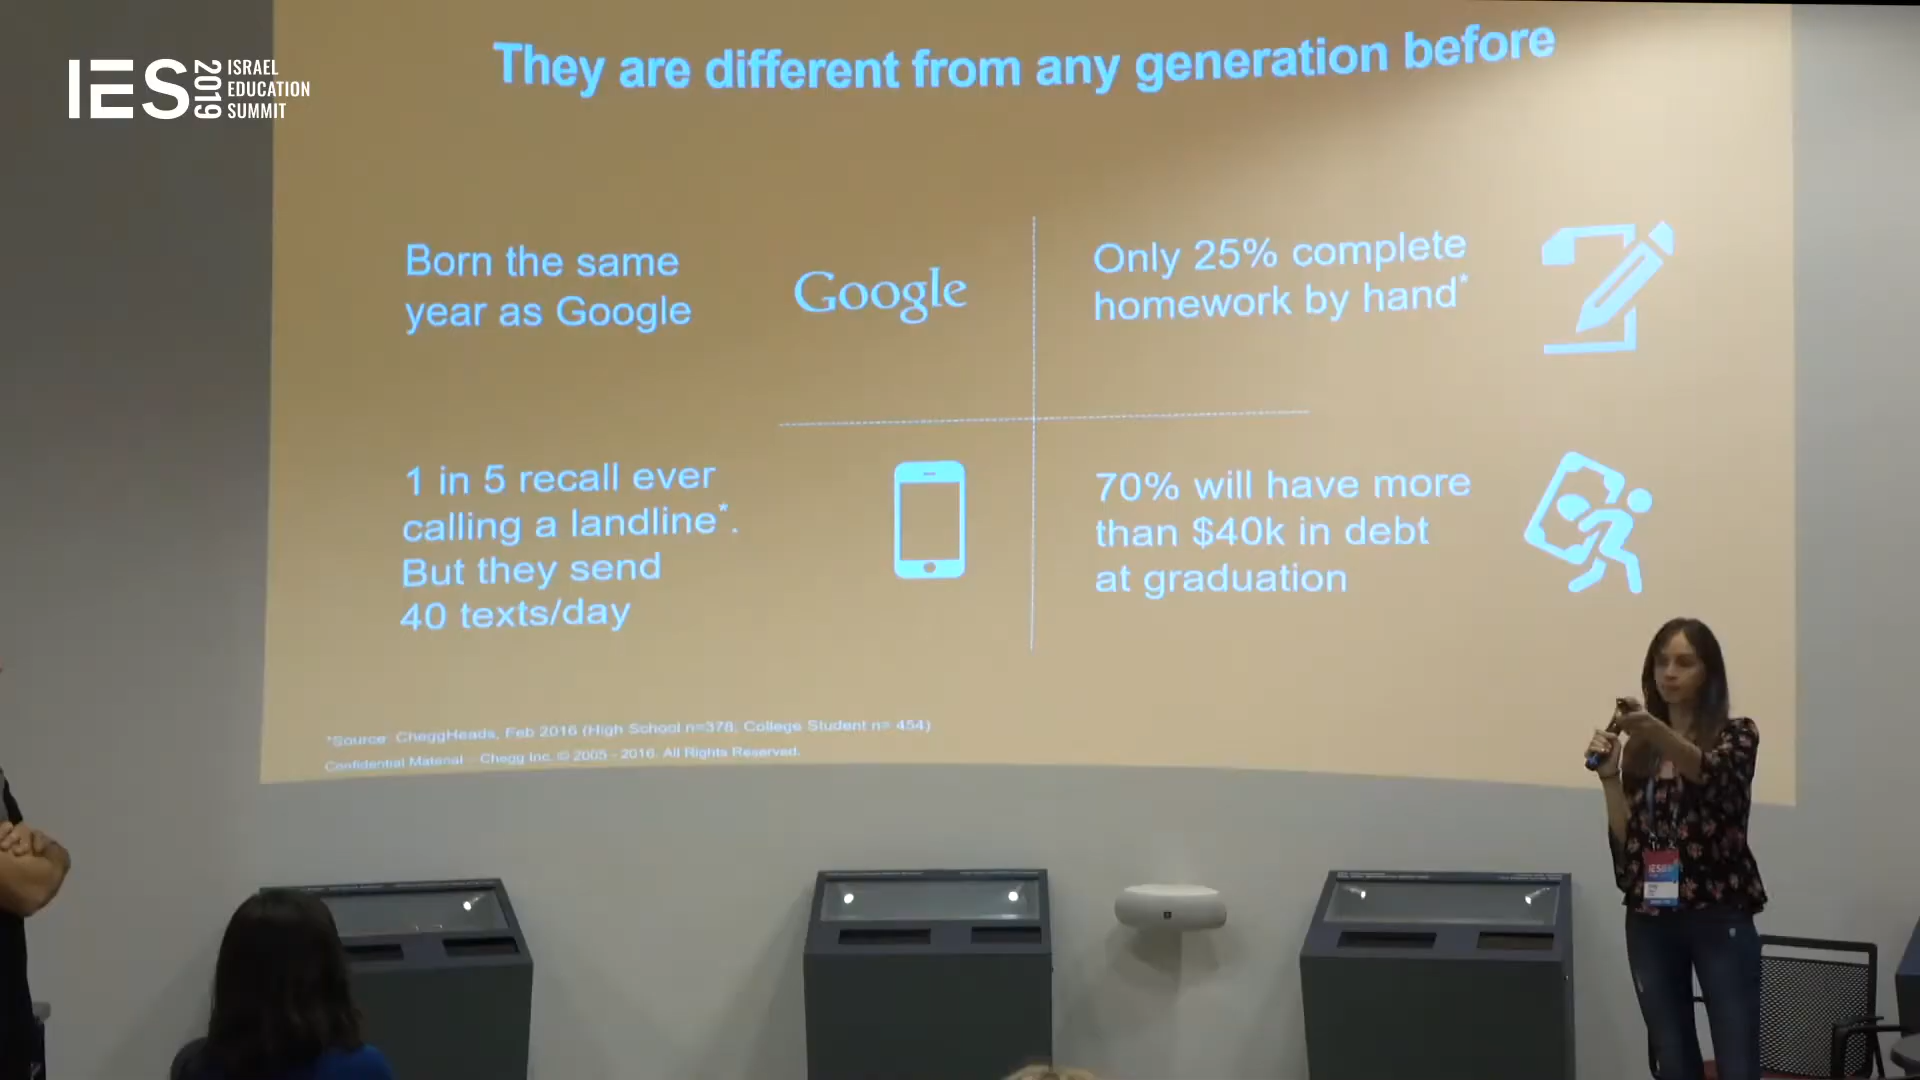 IES 2019 ISRAEL
EDUCATION
SUMMIT
They are different from any generation before
Born the same
year as Google
Google
Only 25% complete
homework by hand*
1 in 5 recall ever
calling a landline*.
But they send
40 texts/day
70% will have more
than $40k in debt
at graduation
*Source: CheggHeads, Feb 2016 (High School n=378; College Student n= 454)
Confidential Material - Chegg Inc. © 2005 - 2016. All Rights Reserved.